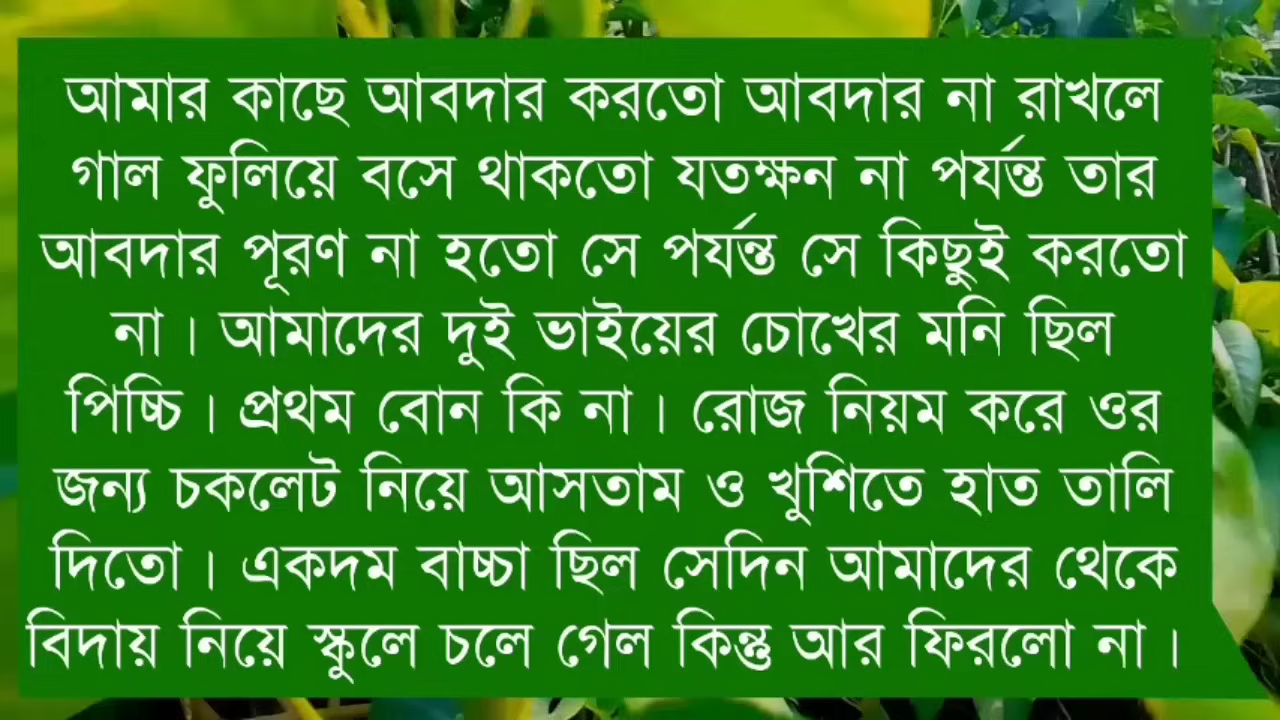 আমার কাছে আবদার করতো আবদার না রাখলে
গাল ফুলিয়ে বসে থাকতো যতক্ষন না পর্যন্ত তার
আবদার পূরণ না হতো সে পর্যন্ত সে কিছুই করতো
না। আমাদের দুই ভাইয়ের চোখের মনি ছিল
পিচ্চি। প্রথম বোন কি না। রোজ নিয়ম করে ওর
জন্য চকলেট নিয়ে আসতাম ও খুশিতে হাত তালি
দিতো। একদম বাচ্চা ছিল সেদিন আমাদের থেকে
বিদায় নিয়ে স্কুলে চলে গেল কিন্তু আর ফিরলো না।